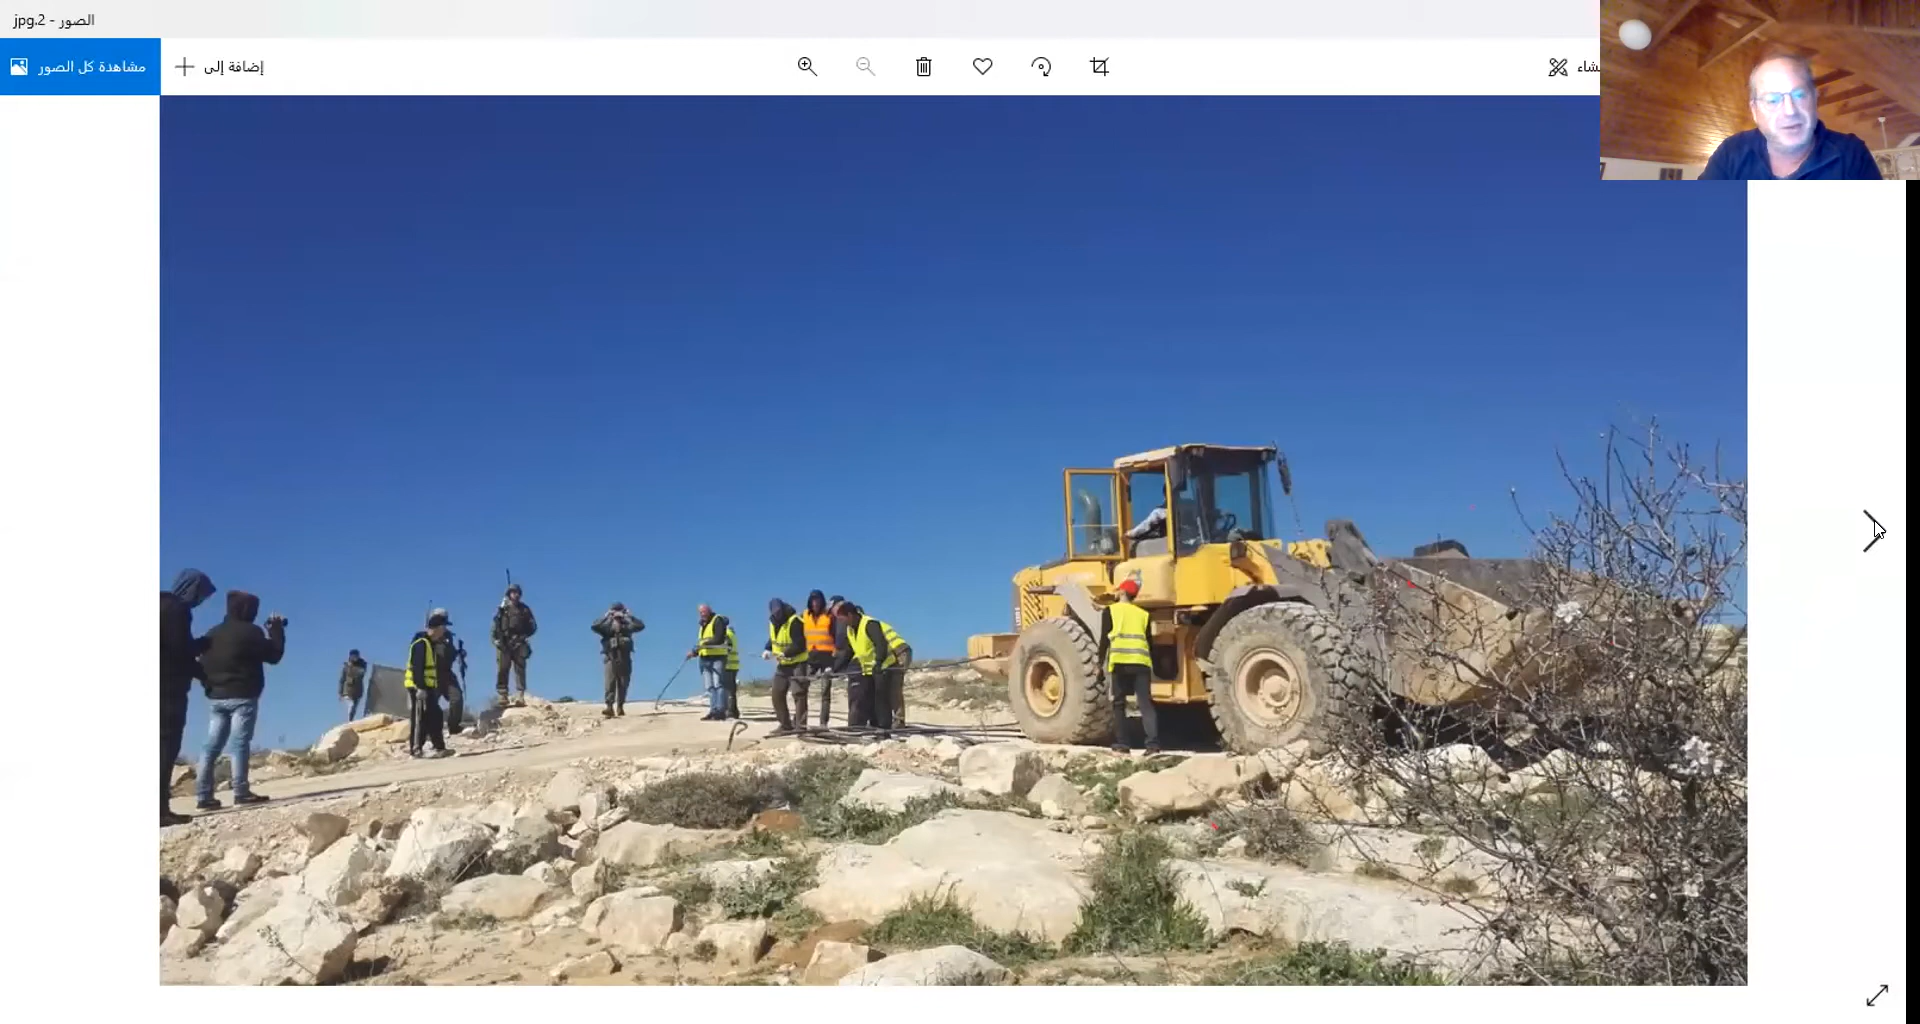 الصور - 2.jpg
مشاهدة كل الصور
إضافة إلى